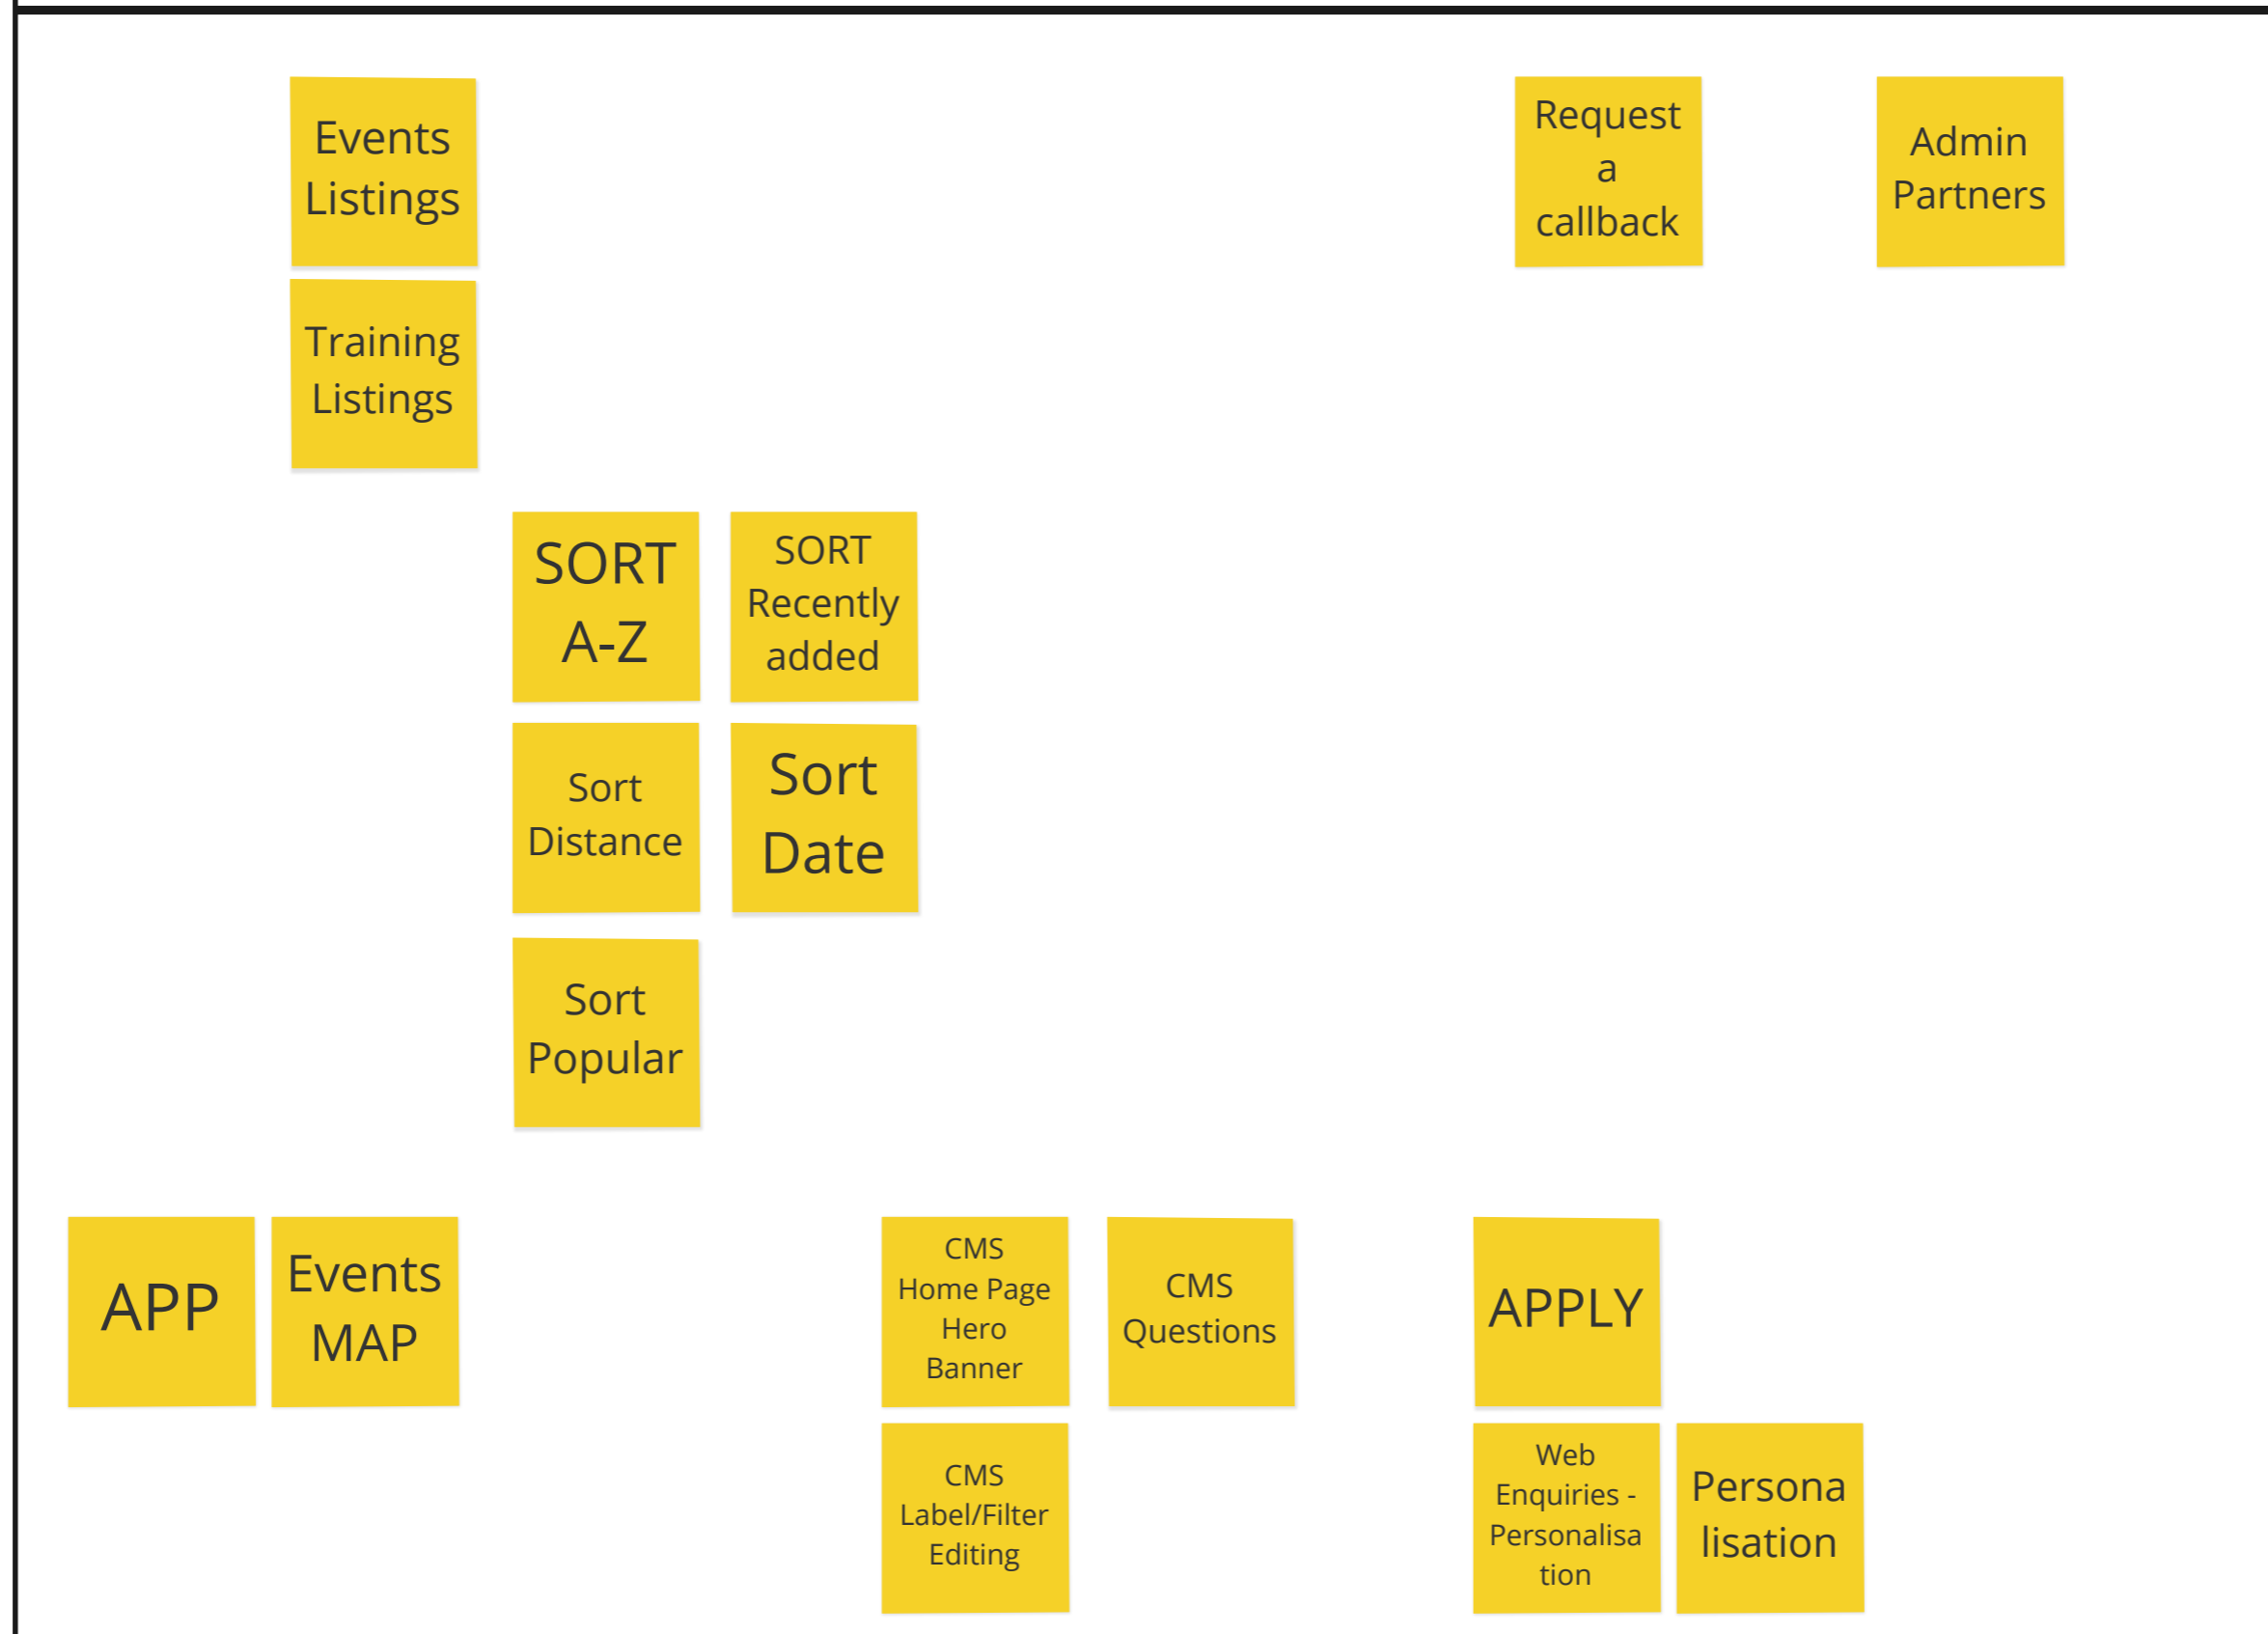 Events
Listings
Request
a
callback
Admin
Partners
Training
Listings
SORT
A-Z
SORT
Recently
added
Sort
Distance
Sort
Date
Sort
Popular
APP
Events
MAP
CMS
Home Page
Hero
Banner
CMS
Questions
APPLY
CMS
Label/Filter
Editing
Web
Enquiries -
Personalisa
tion
Persona
lisation